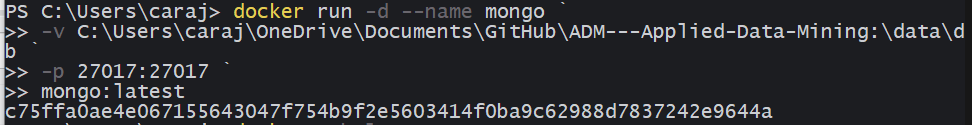 PS C:\Users\caraj> docker run -d --name mongo `
>> -v C:\Users\caraj\OneDrive\Documents\GitHub\ADM---Applied-Data-Mining:\data\d
b `
>> -p 27017:27017 `
>> mongo:latest
c75ffa0ae4e067155643047f754b9f2e5603414f0ba9c62988d7837242e9644a